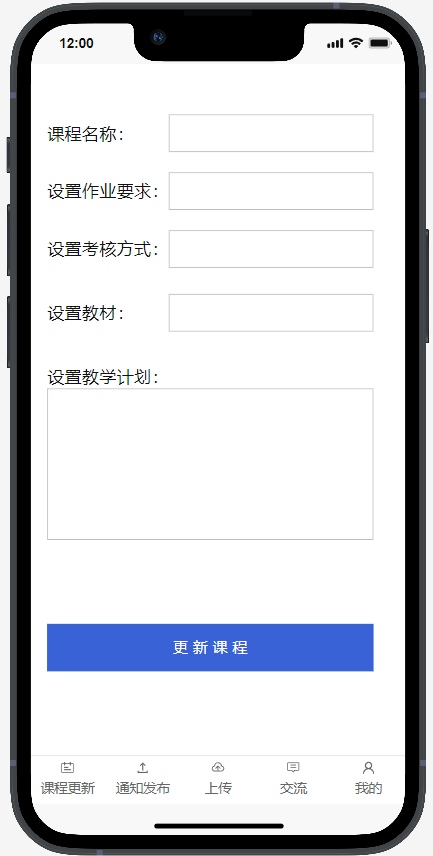 12:00
课程名称：
设置作业要求：
设置考核方式：
设置教材：
设置教学计划：
更新课程
课程更新 通知发布 上传 交流 我的